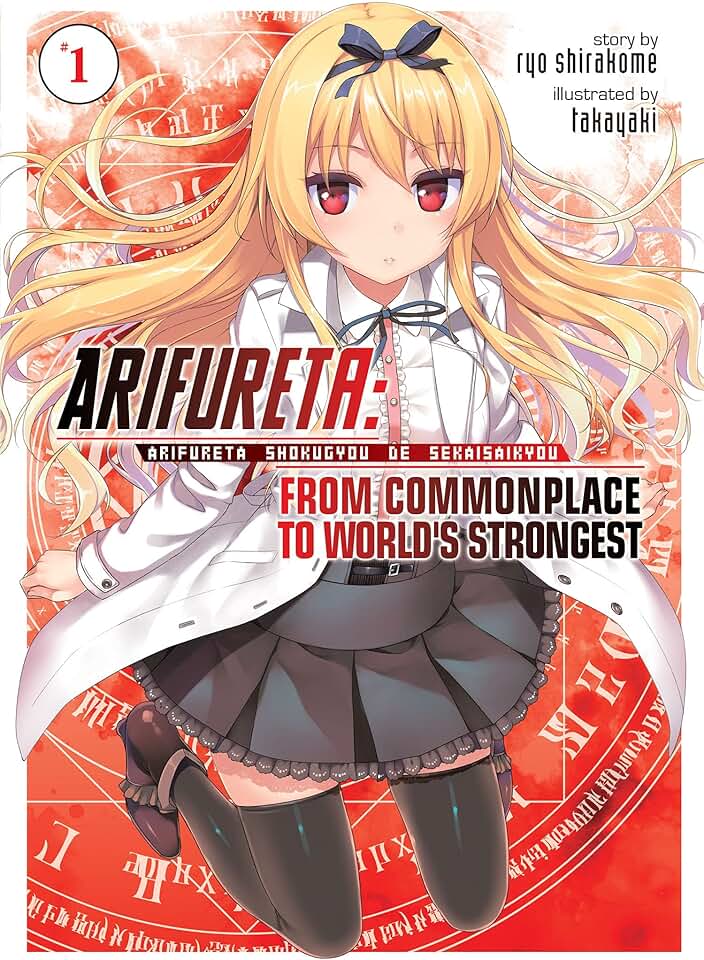 #1
story by
ryo shirakome
illustrated by
takayaki
ARIFURETA:
ARIFURETA SHOKUGYOU DE SEKAISAIKYOU
FROM COMMONPLACE
TO WORLD'S STRONGEST